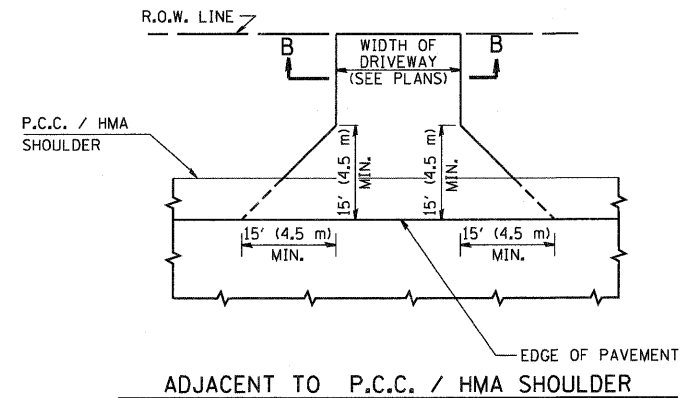 R.O.W. LINE
B
B
WIDTH OF
DRIVEWAY
(SEE PLANS)
P.C.C. / HMA
SHOULDER
15' (4.5 m)
MIN.
15' (4.5 m)
MIN.
15' (4.5 m)
MIN.
15' (4.5 m)
MIN.
EDGE OF PAVEMENT
ADJACENT TO P.C.C. / HMA SHOULDER